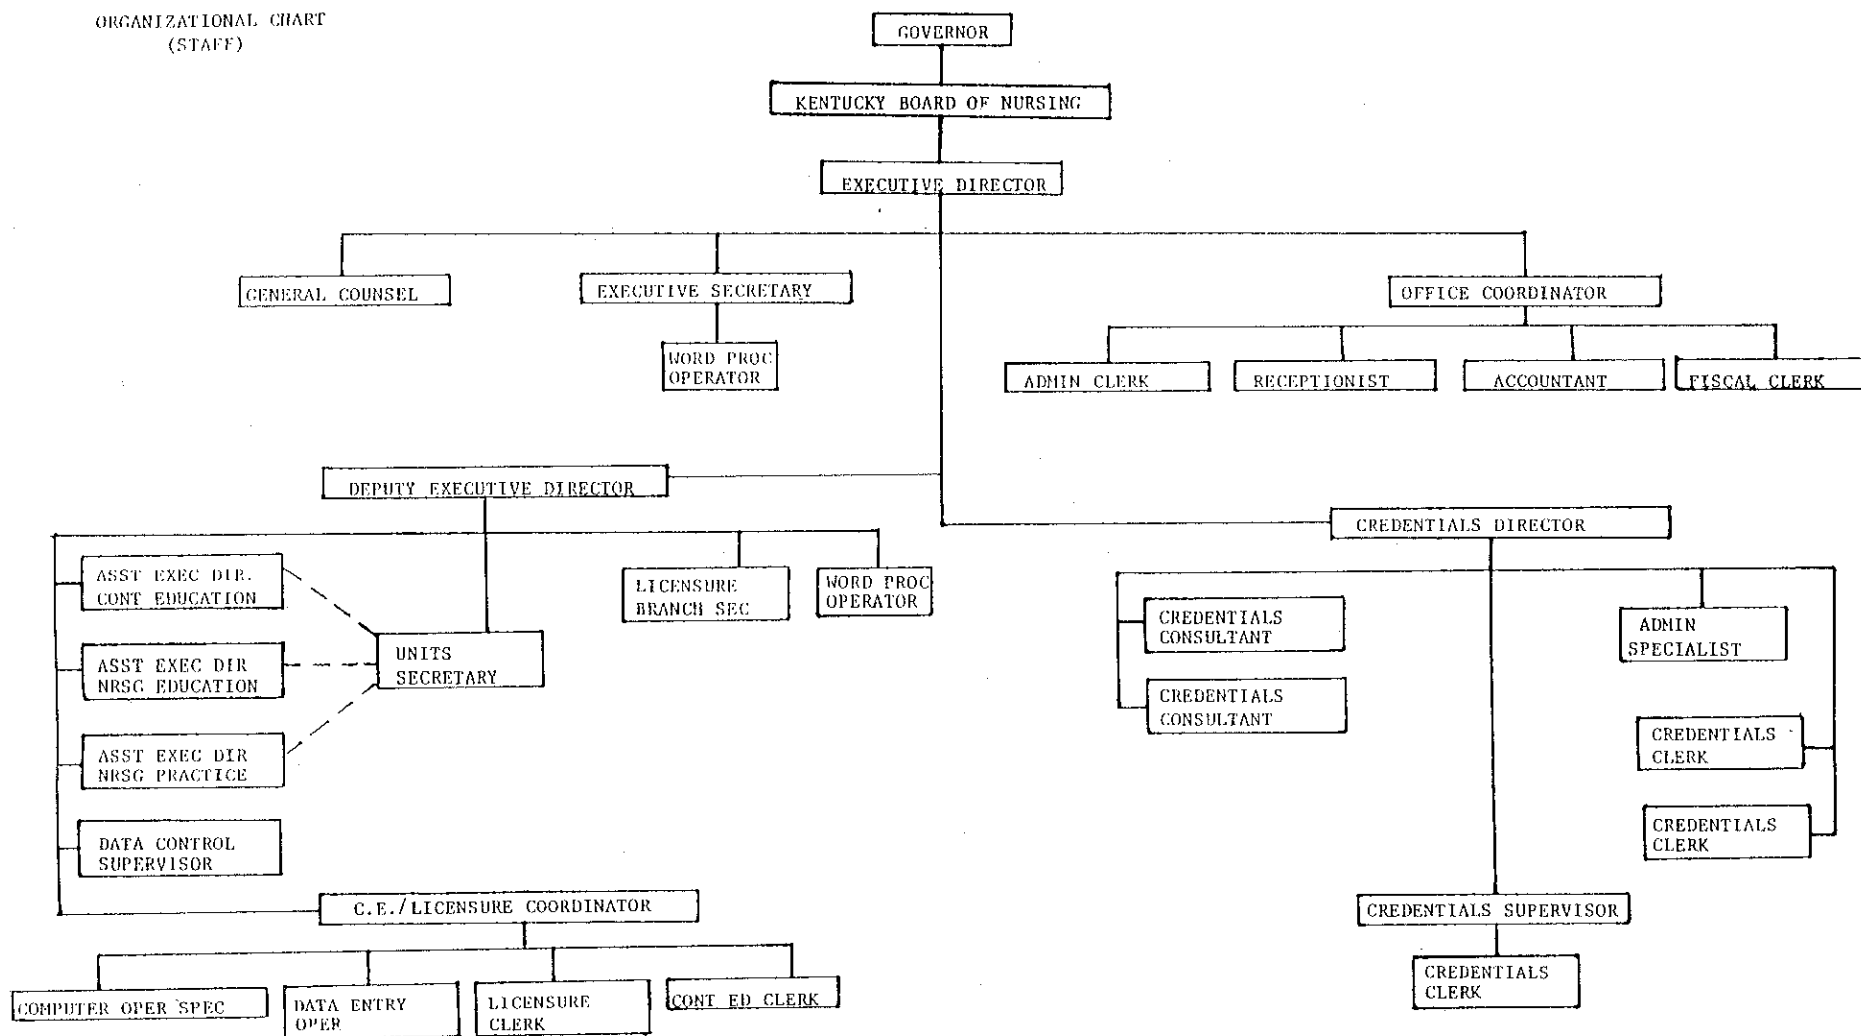 ORGANIZATIONAL CHART
(STAFF)
GOVERNOR
KENTUCKY BOARD OF NURSING
EXECUTIVE DIRECTOR
GENERAL COUNSEL
EXECUTIVE SECRETARY
OFFICE COORDINATOR
WORD PROC
OPERATOR
ADMIN CLERK
RECEPTIONIST
ACCOUNTANT
FISCAL CLERK
DEPUTY EXECUTIVE DIRECTOR
CREDENTIALS DIRECTOR
ASST EXEC DIR.
CONT EDUCATION
LICENSURE
BRANCH SEC
WORD PROC
OPERATOR
UNITS
SECRETARY
ASST EXEC DIR
NRSG EDUCATION
ASST EXEC DIR
NRSG PRACTICE
DATA CONTROL
SUPERVISOR
C.E./LICENSURE COORDINATOR
COMPUTER OPER SPEC
DATA ENTRY
OPER
LICENSURE
CLERK
CONT ED CLERK
CREDENTIALS
CONSULTANT
CREDENTIALS
CONSULTANT
ADMIN
SPECIALIST
CREDENTIALS
CLERK
CREDENTIALS
CLERK
CREDENTIALS SUPERVISOR
CREDENTIALS
CLERK